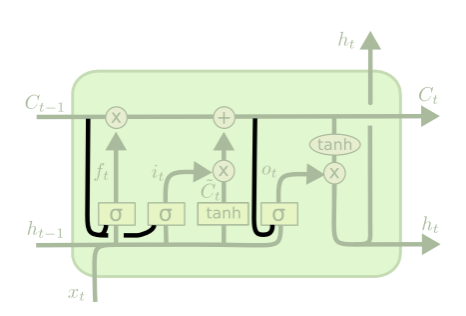 h_t
C_{t-1}
C_t
x
+
tanh
f_t
i_t
x
o_t
x
C̃_t
σ
σ
tanh
σ
h_{t-1}
h_t
x_t